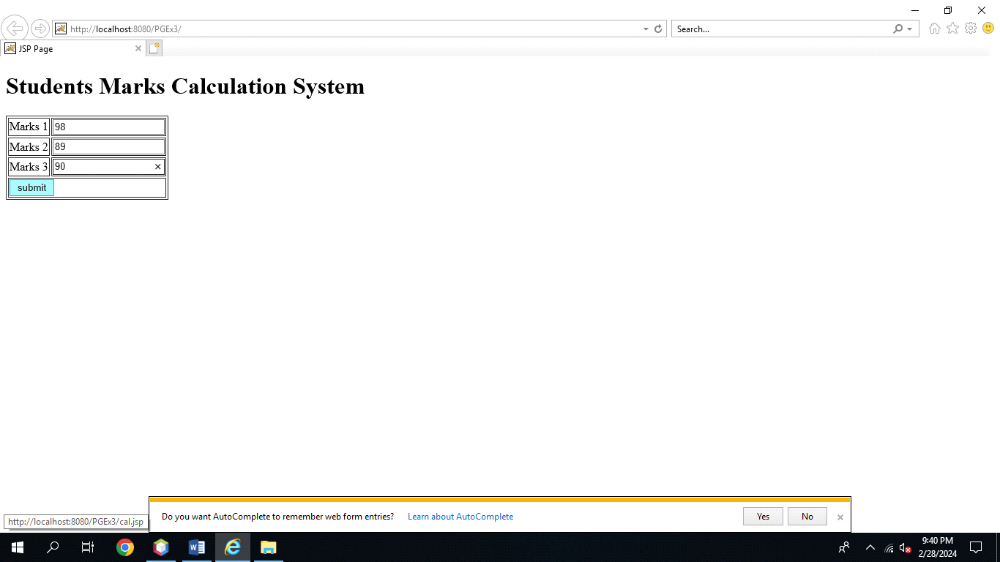 http://localhost:8080/PGEx3/
Search...
JSP Page
Students Marks Calculation System
Marks 1 98
Marks 2 89
Marks 3 90
submit
Do you want AutoComplete to remember web form entries? Learn about AutoComplete Yes No
http://localhost:8080/PGEx3/cal.jsp
9:40 PM
2/28/2024